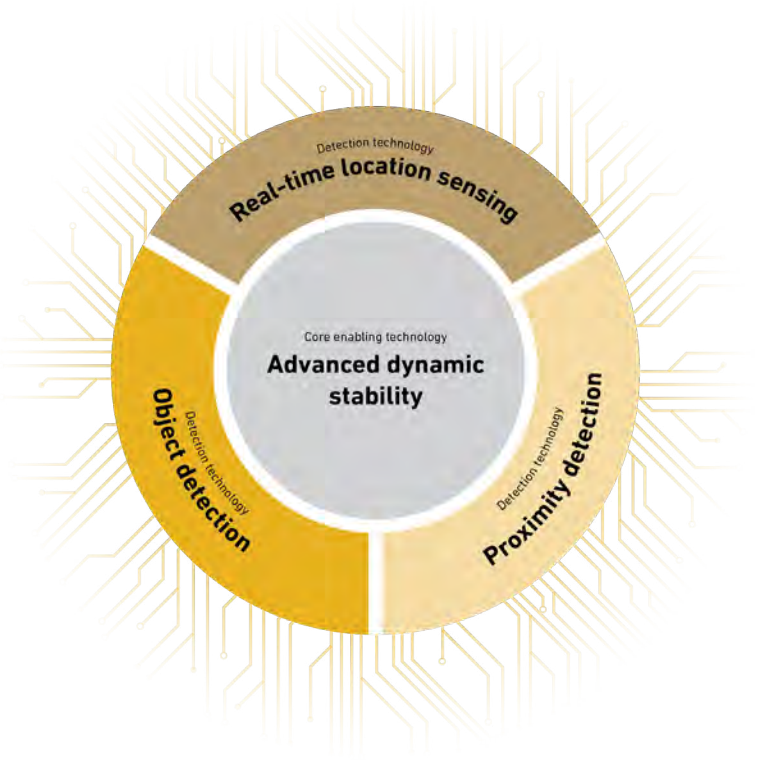 Detection technology
Real-time location sensing
Core enabling technology
Advanced dynamic
stability
Object detection
Detection technology
Detection technology
Proximity detection